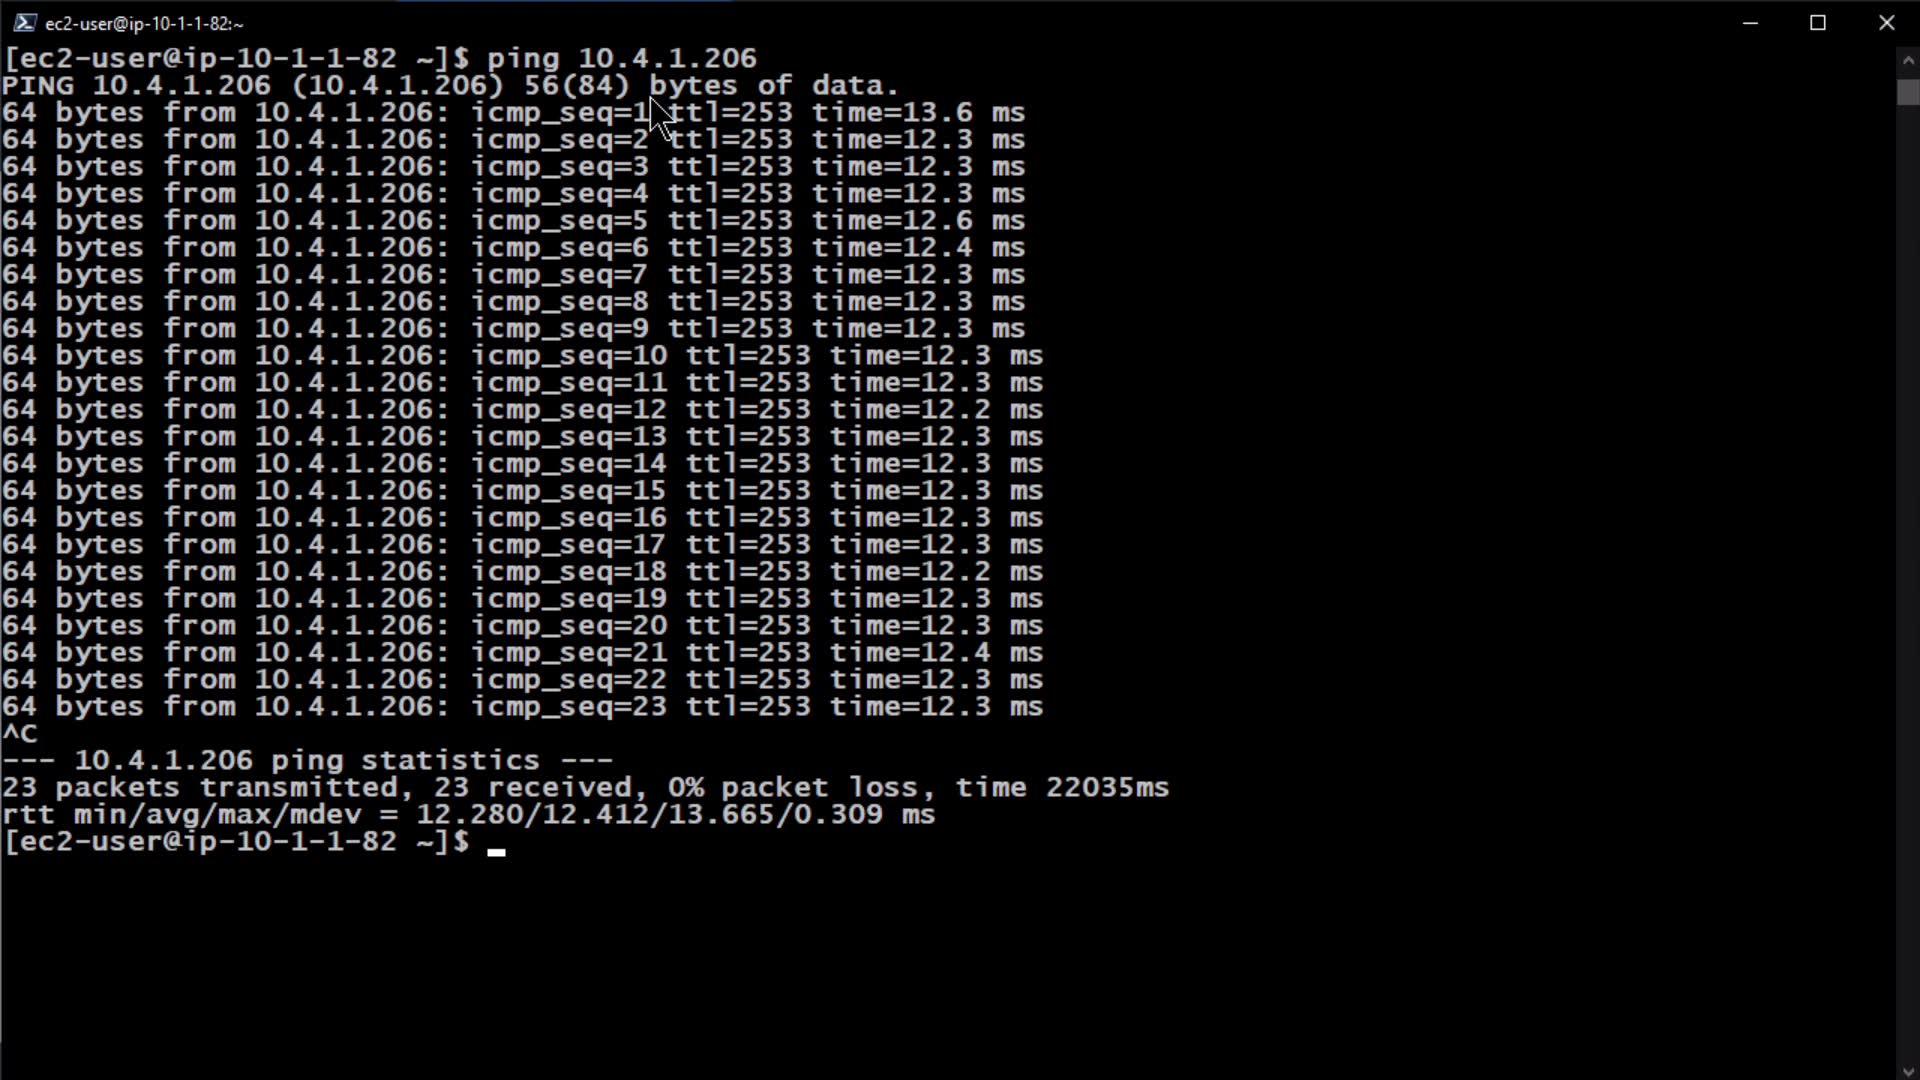 ec2-user@ip-10-1-1-82:~
[ec2-user@ip-10-1-1-82 ~]$ ping 10.4.1.206
PING 10.4.1.206 (10.4.1.206) 56(84) bytes of data.
64 bytes from 10.4.1.206: icmp_seq=1 ttl=253 time=13.6 ms
64 bytes from 10.4.1.206: icmp_seq=2 ttl=253 time=12.3 ms
64 bytes from 10.4.1.206: icmp_seq=3 ttl=253 time=12.3 ms
64 bytes from 10.4.1.206: icmp_seq=4 ttl=253 time=12.3 ms
64 bytes from 10.4.1.206: icmp_seq=5 ttl=253 time=12.6 ms
64 bytes from 10.4.1.206: icmp_seq=6 ttl=253 time=12.4 ms
64 bytes from 10.4.1.206: icmp_seq=7 ttl=253 time=12.3 ms
64 bytes from 10.4.1.206: icmp_seq=8 ttl=253 time=12.3 ms
64 bytes from 10.4.1.206: icmp_seq=9 ttl=253 time=12.3 ms
64 bytes from 10.4.1.206: icmp_seq=10 ttl=253 time=12.3 ms
64 bytes from 10.4.1.206: icmp_seq=11 ttl=253 time=12.3 ms
64 bytes from 10.4.1.206: icmp_seq=12 ttl=253 time=12.2 ms
64 bytes from 10.4.1.206: icmp_seq=13 ttl=253 time=12.3 ms
64 bytes from 10.4.1.206: icmp_seq=14 ttl=253 time=12.3 ms
64 bytes from 10.4.1.206: icmp_seq=15 ttl=253 time=12.3 ms
64 bytes from 10.4.1.206: icmp_seq=16 ttl=253 time=12.3 ms
64 bytes from 10.4.1.206: icmp_seq=17 ttl=253 time=12.3 ms
64 bytes from 10.4.1.206: icmp_seq=18 ttl=253 time=12.2 ms
64 bytes from 10.4.1.206: icmp_seq=19 ttl=253 time=12.3 ms
64 bytes from 10.4.1.206: icmp_seq=20 ttl=253 time=12.3 ms
64 bytes from 10.4.1.206: icmp_seq=21 ttl=253 time=12.4 ms
64 bytes from 10.4.1.206: icmp_seq=22 ttl=253 time=12.3 ms
64 bytes from 10.4.1.206: icmp_seq=23 ttl=253 time=12.3 ms
^C
--- 10.4.1.206 ping statistics ---
23 packets transmitted, 23 received, 0% packet loss, time 22035ms
rtt min/avg/max/mdev = 12.280/12.412/13.665/0.309 ms
[ec2-user@ip-10-1-1-82 ~]$